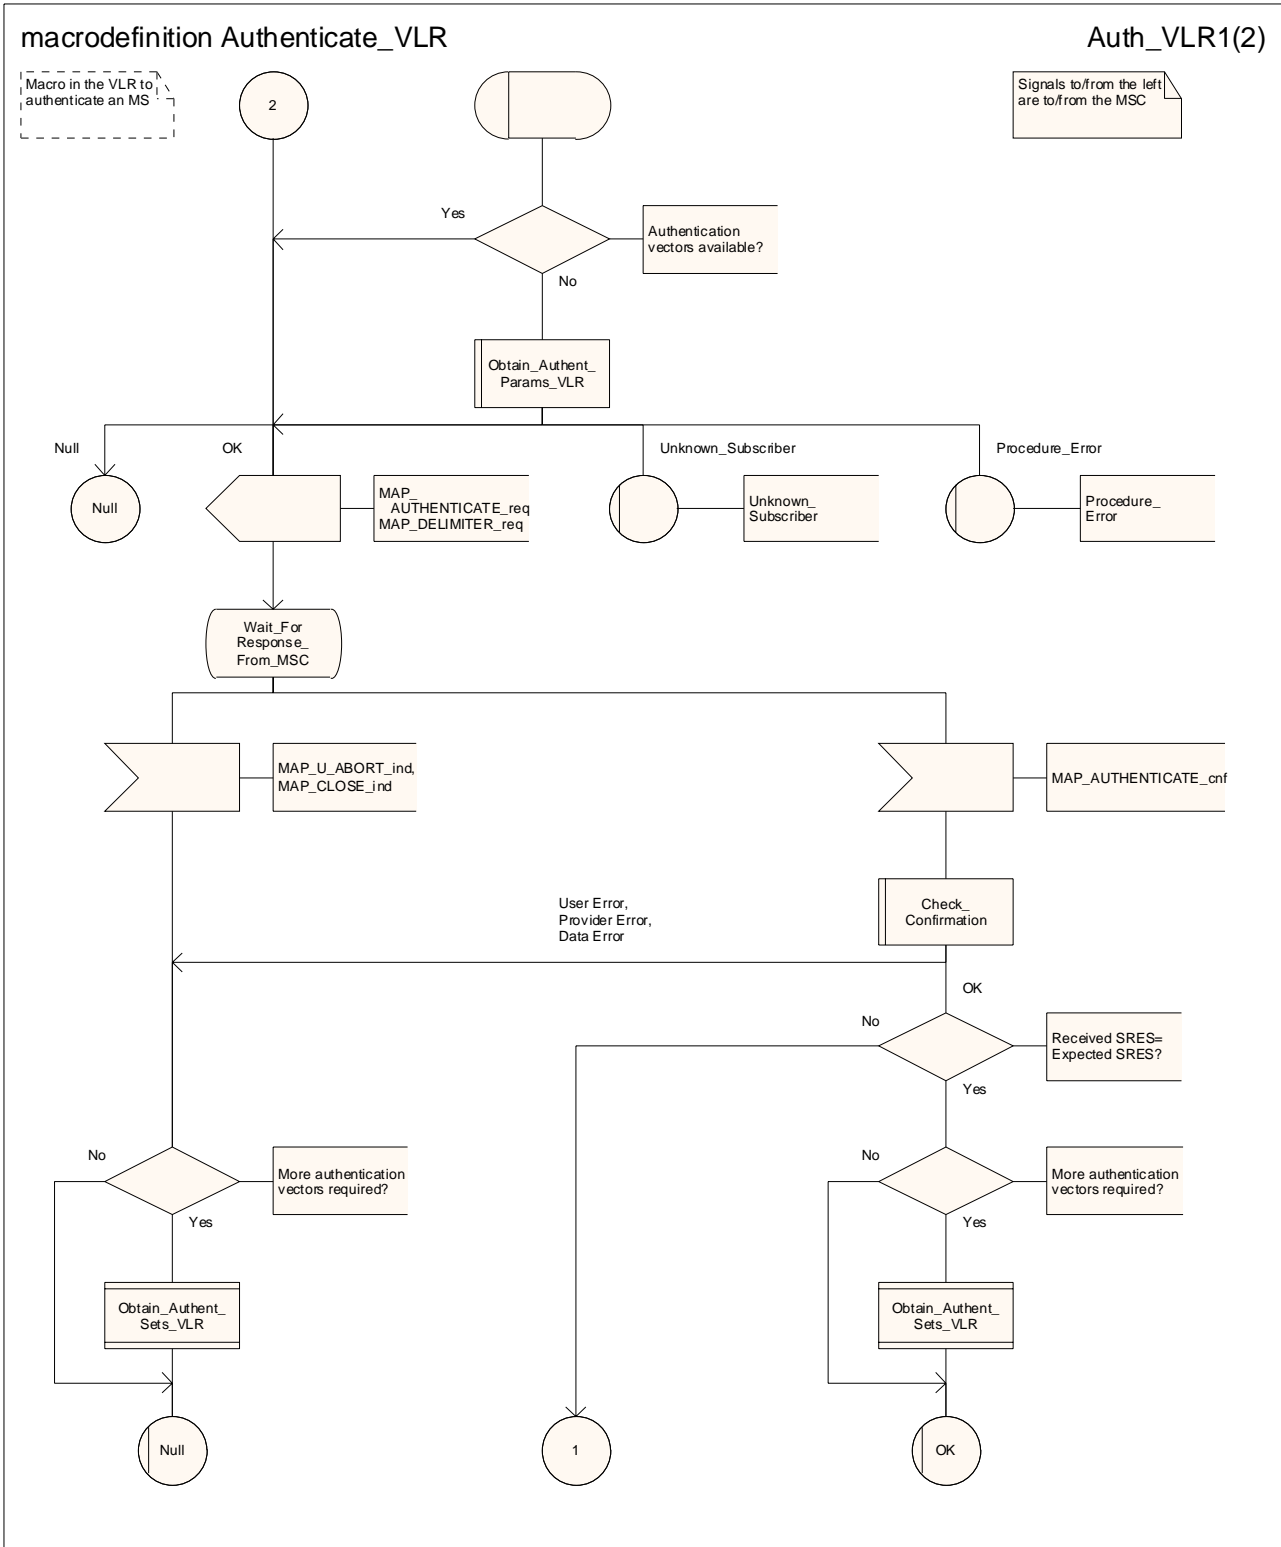 macrodefinition Authenticate_VLR
Auth_VLR1(2)
Macro in the VLR to
authenticate an MS
2
Signals to/from the left
are to/from the MSC
Yes
Authentication
vectors available?
No
Obtain_Authent_
Params_VLR
Null
OK
Unknown_Subscriber
Procedure_Error
Null
MAP_
AUTHENTICATE_req
MAP_DELIMITER_req
Unknown_
Subscriber
Procedure_
Error
Wait_For
Response_
From_MSC
MAP_U_ABORT_ind,
MAP_CLOSE_ind
MAP_AUTHENTICATE_cnf
User Error,
Provider Error,
Data Error
Check_
Confirmation
OK
No
Received SRES=
Expected SRES?
Yes
No
More authentication
vectors required?
Yes
No
More authentication
vectors required?
Yes
Obtain_Authent_
Sets_VLR
Obtain_Authent_
Sets_VLR
Null
1
OK